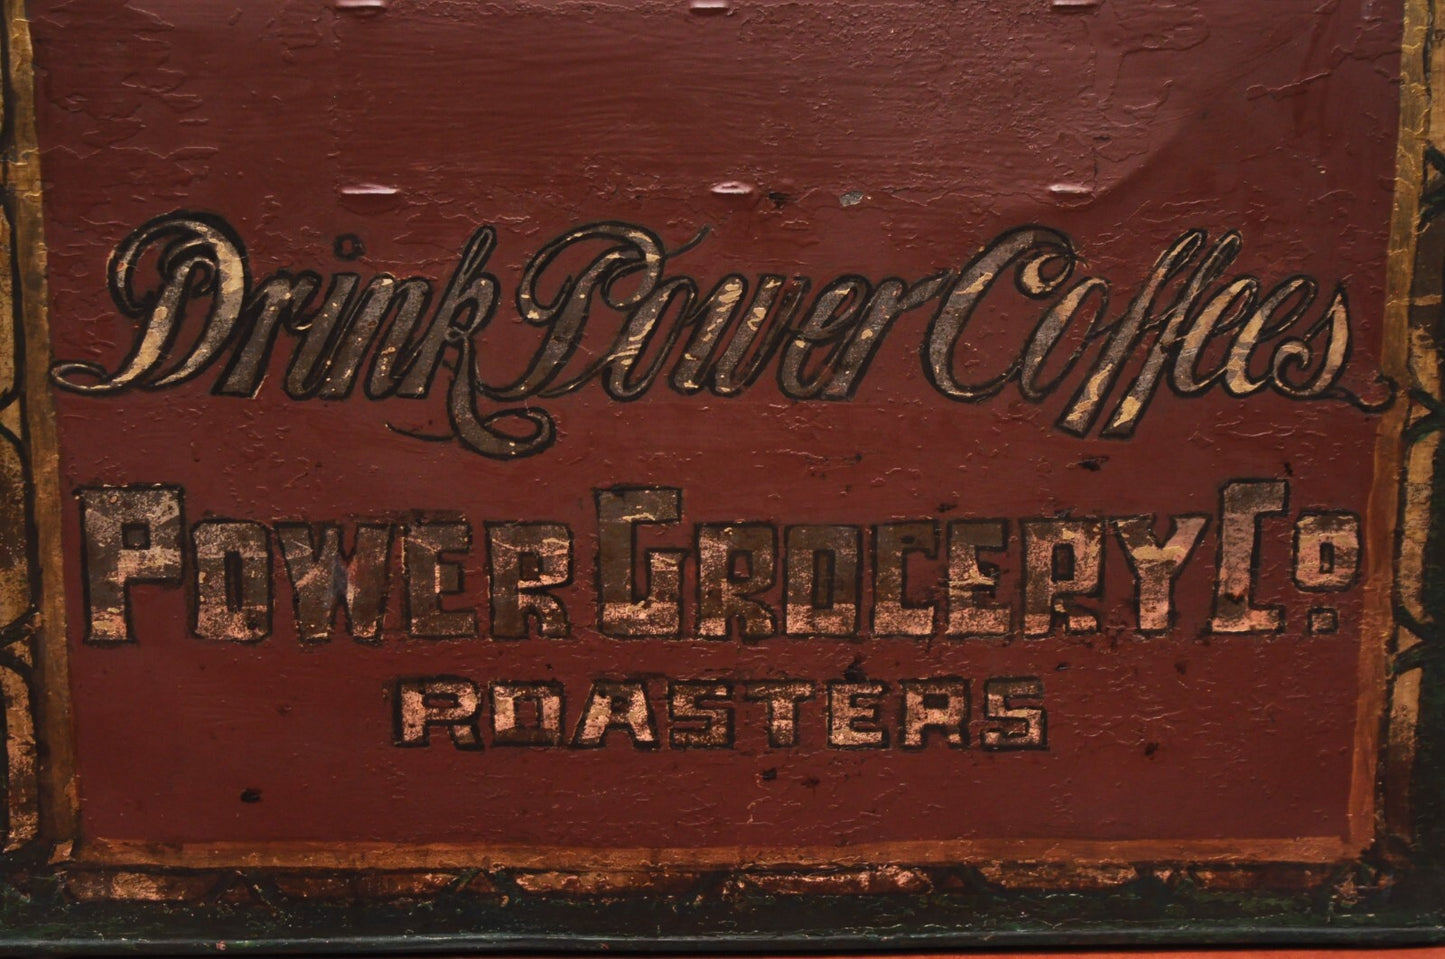 Drink Power Coffees
POWER GROCERY Co.
ROASTERS